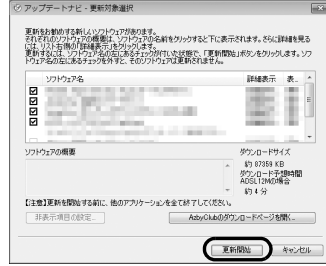 アップデートナビ - 更新対象選択
更新をお勧めする新しいソフトウェアがあります。
それぞれのソフトウェアの概要は、ソフトウェアの名前をクリックすると下に表示されます。さらに詳細を見る
には、リスト右側の「詳細表示」をクリックします。
更新するには、ソフトウェア名の左にあるチェックが付いた状態で、「更新開始」ボタンをクリックします。ソフ
トウェア名の左にあるチェックを外すと、そのソフトウェアは更新されません。
ソフトウェア名 詳細表示 表...
ソフトウェアの概要
ダウンロードサイズ
約 87359 KB
ダウンロード予想時間
ADSL12Mの場合
約 4 分
【注意】更新を開始する前に、他のアプリケーションを全て終了してください。
非表示項目の設定...
AzbyClubのダウンロードページを開く...
更新開始
キャンセル